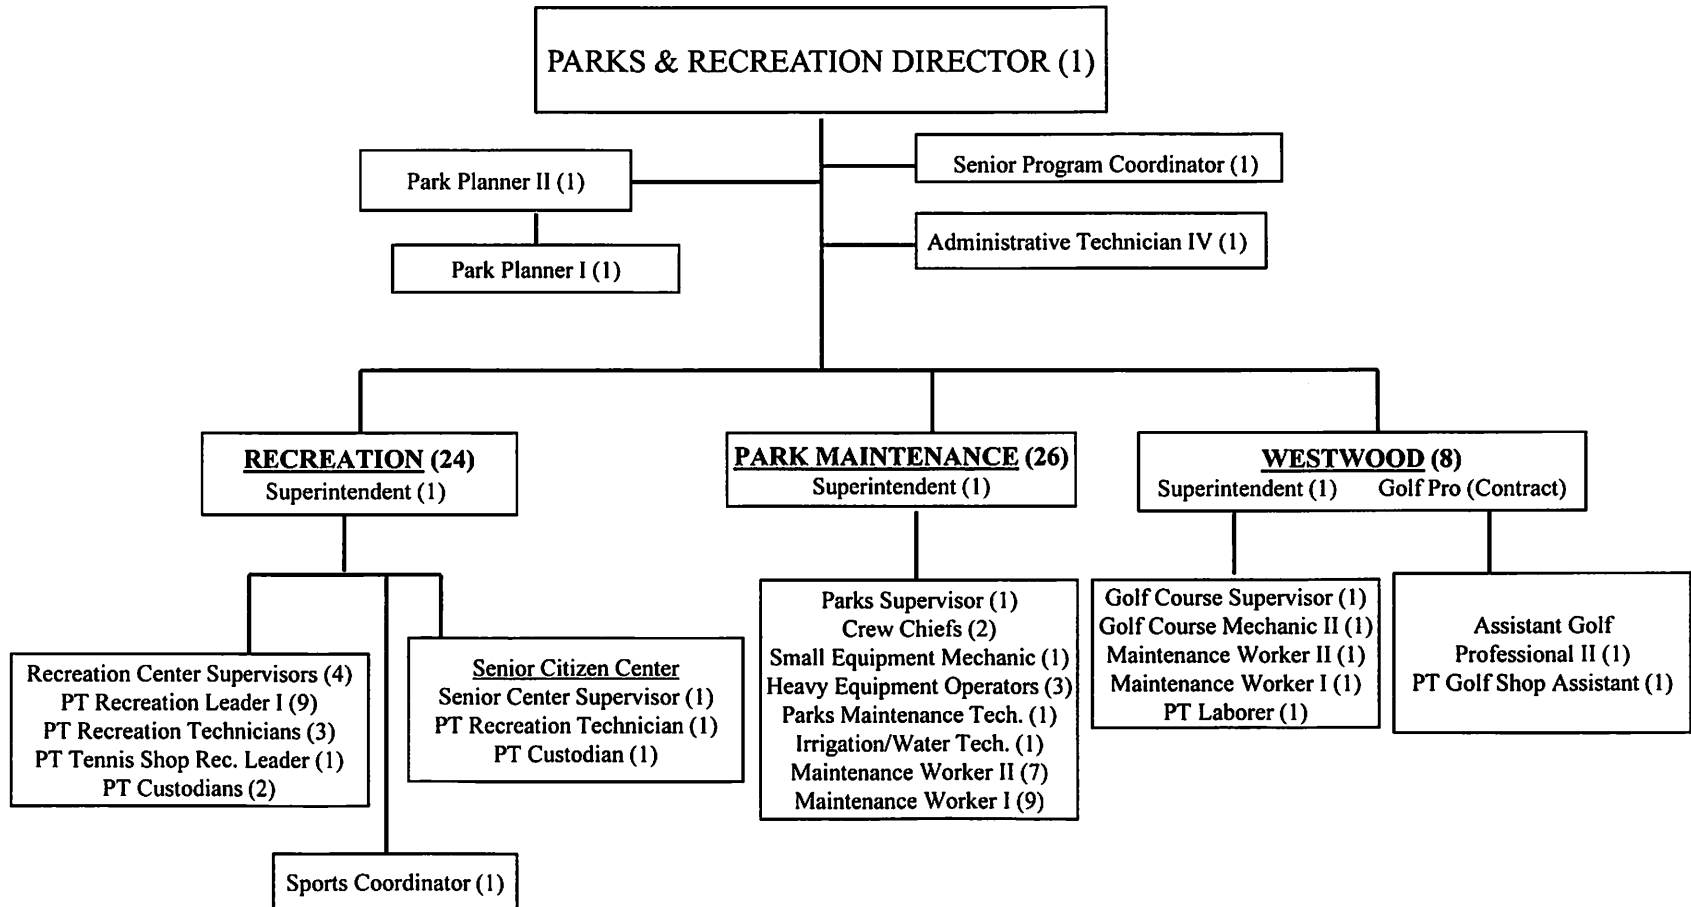 PARKS & RECREATION DIRECTOR (1)
Park Planner II (1)
Senior Program Coordinator (1)
Park Planner I (1)
Administrative Technician IV (1)
RECREATION (24)
Superintendent (1)
PARK MAINTENANCE (26)
Superintendent (1)
WESTWOOD (8)
Superintendent (1) Golf Pro (Contract)
Recreation Center Supervisors (4)
PT Recreation Leader I (9)
PT Recreation Technicians (3)
PT Tennis Shop Rec. Leader (1)
PT Custodians (2)
Senior Citizen Center
Senior Center Supervisor (1)
PT Recreation Technician (1)
PT Custodian (1)
Sports Coordinator (1)
Parks Supervisor (1)
Crew Chiefs (2)
Small Equipment Mechanic (1)
Heavy Equipment Operators (3)
Parks Maintenance Tech. (1)
Irrigation/Water Tech. (1)
Maintenance Worker II (7)
Maintenance Worker I (9)
Golf Course Supervisor (1)
Golf Course Mechanic II (1)
Maintenance Worker II (1)
Maintenance Worker I (1)
PT Laborer (1)
Assistant Golf
Professional II (1)
PT Golf Shop Assistant (1)